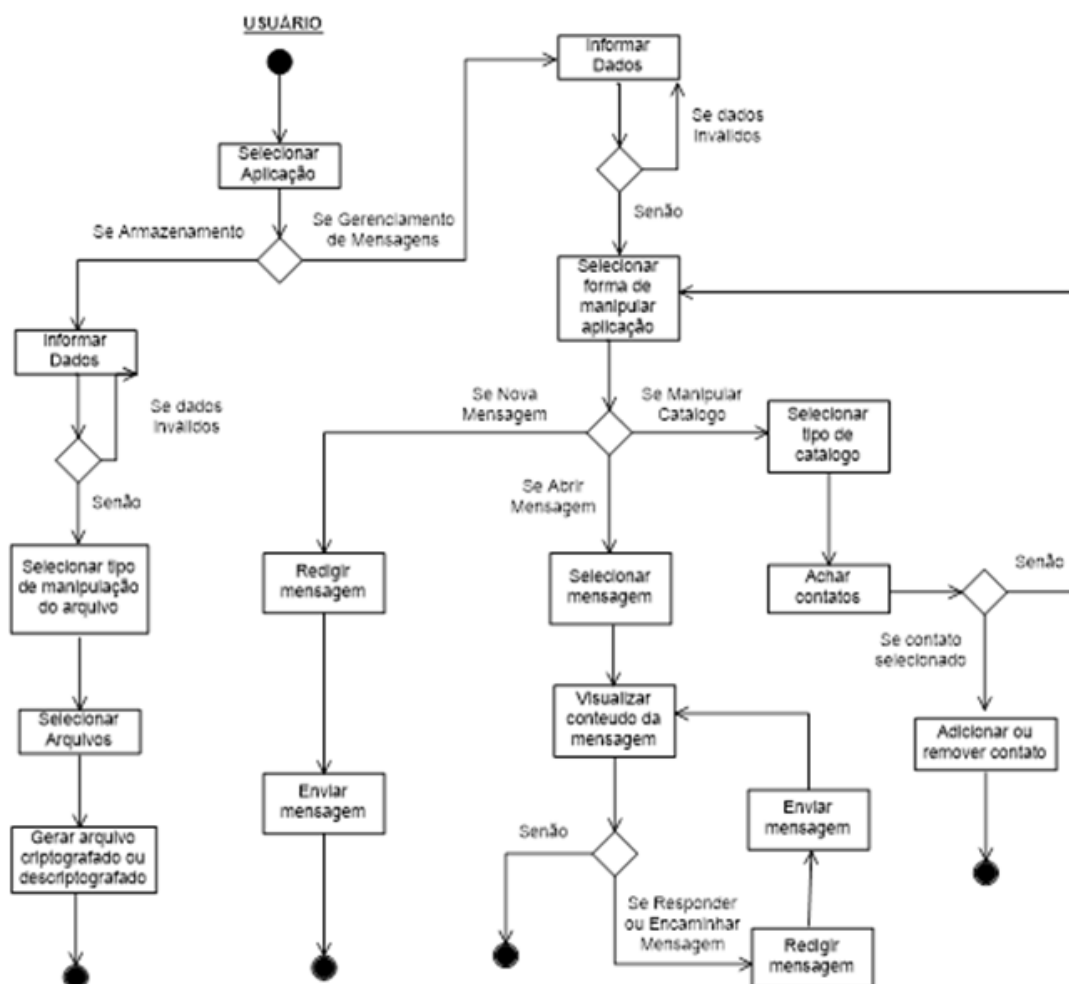 USUÁRIO
Informar
Dados
Se dados
Inválidos
Selecionar
Aplicação
Senão
Se Armazenamento
Se Gerenciamento
de Mensagens
Selecionar
forma de
manipular
aplicação
Informar
Dados
Se dados
Inválidos
Senão
Se Nova
Mensagem
Se Manipular
Catálogo
Selecionar
tipo de
catálogo
Se Abrir
Mensagem
Selecionar tipo
de manipulação
do arquivo
Redigir
mensagem
Selecionar
mensagem
Achar
contatos
Senão
Se contato
selecionado
Selecionar
Arquivos
Visualizar
conteudo da
mensagem
Adicionar ou
remover contato
Enviar
mensagem
Enviar
mensagem
Gerar arquivo
criptografado ou
descriptografado
Senão
Se Responder
ou Encaminhar
Mensagem
Redigir
mensagem